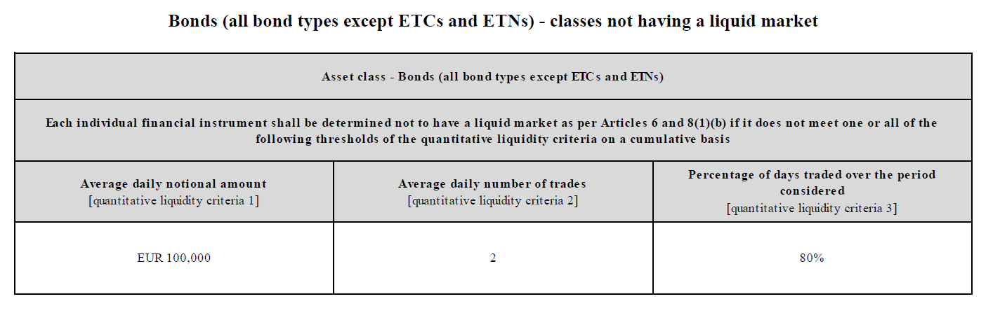 Bonds (all bond types except ETCs and ETNs) - classes not having a liquid market
Asset class - Bonds (all bond types except ETCs and ETNs)
Each individual financial instrument shall be determined not to have a liquid market as per Articles 6 and 8(1)(b) if it does not meet one or all of the
following thresholds of the quantitative liquidity criteria on a cumulative basis
Average daily notional amount
[quantitative liquidity criteria 1]
Average daily number of trades
[quantitative liquidity criteria 2]
Percentage of days traded over the period
considered
[quantitative liquidity criteria 3]
EUR 100,000
2
80%